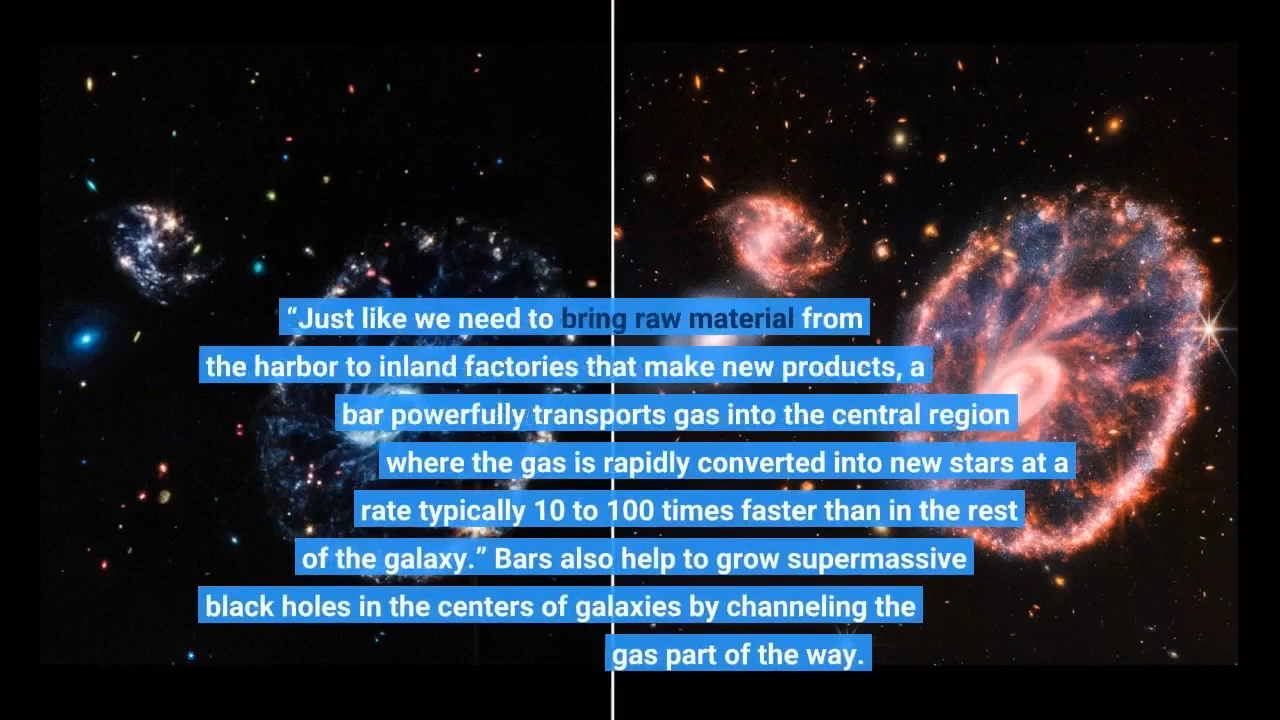 “Just like we need to bring raw material from
the harbor to inland factories that make new products, a
bar powerfully transports gas into the central region
where the gas is rapidly converted into new stars at a
rate typically 10 to 100 times faster than in the rest
of the galaxy.” Bars also help to grow supermassive
black holes in the centers of galaxies by channeling the
gas part of the way.